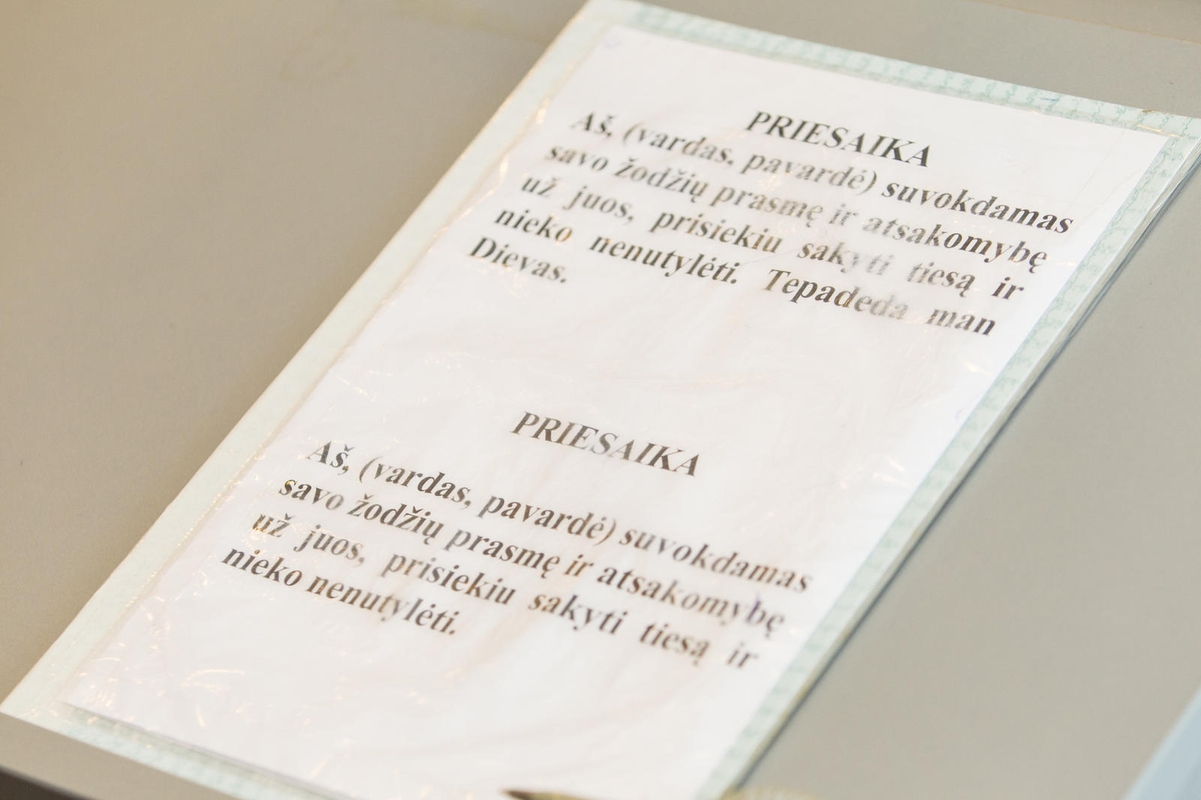 PRIESAIKA
Aš, (vardas, pavardė) suvokdamas
savo žodžių prasmę ir atsakomybę
už juos, prisiekiu sakyti tiesą ir
nieko nenutylėti. Tepadeda man
Dievas.
PRIESAIKA
Aš, (vardas, pavardė) suvokdamas
savo žodžių prasmę ir atsakomybę
už juos, prisiekiu sakyti tiesą ir
nieko nenutylėti.